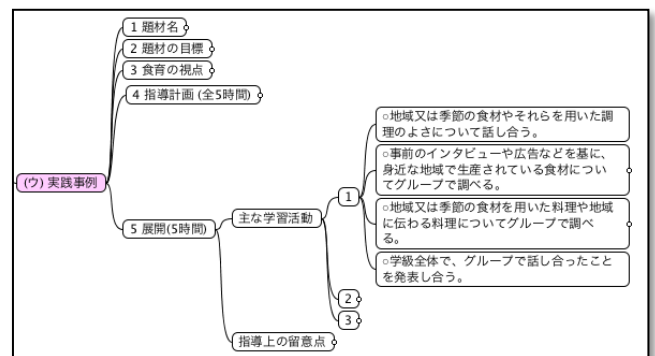 1 題材名
2 題材の目標
3 食育の視点
4 指導計画 (全5時間)
(ウ) 実践事例
5 展開(5時間)
主な学習活動
1
○地域又は季節の食材やそれらを用いた調
理のよさについて話し合う。
○事前のインタビューや広告などを基に、
身近な地域で生産されている食材につい
てグループで調べる。
○地域又は季節の食材を用いた料理や地域
に伝わる料理についてグループで調べ
る。
○学級全体で、グループで話し合ったこと
を発表し合う。
2
3
指導上の留意点